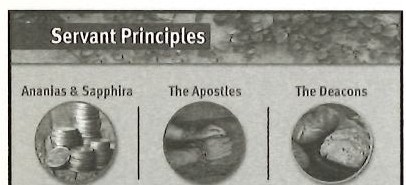 Servant Principles
Ananias & Sapphira The Apostles The Deacons